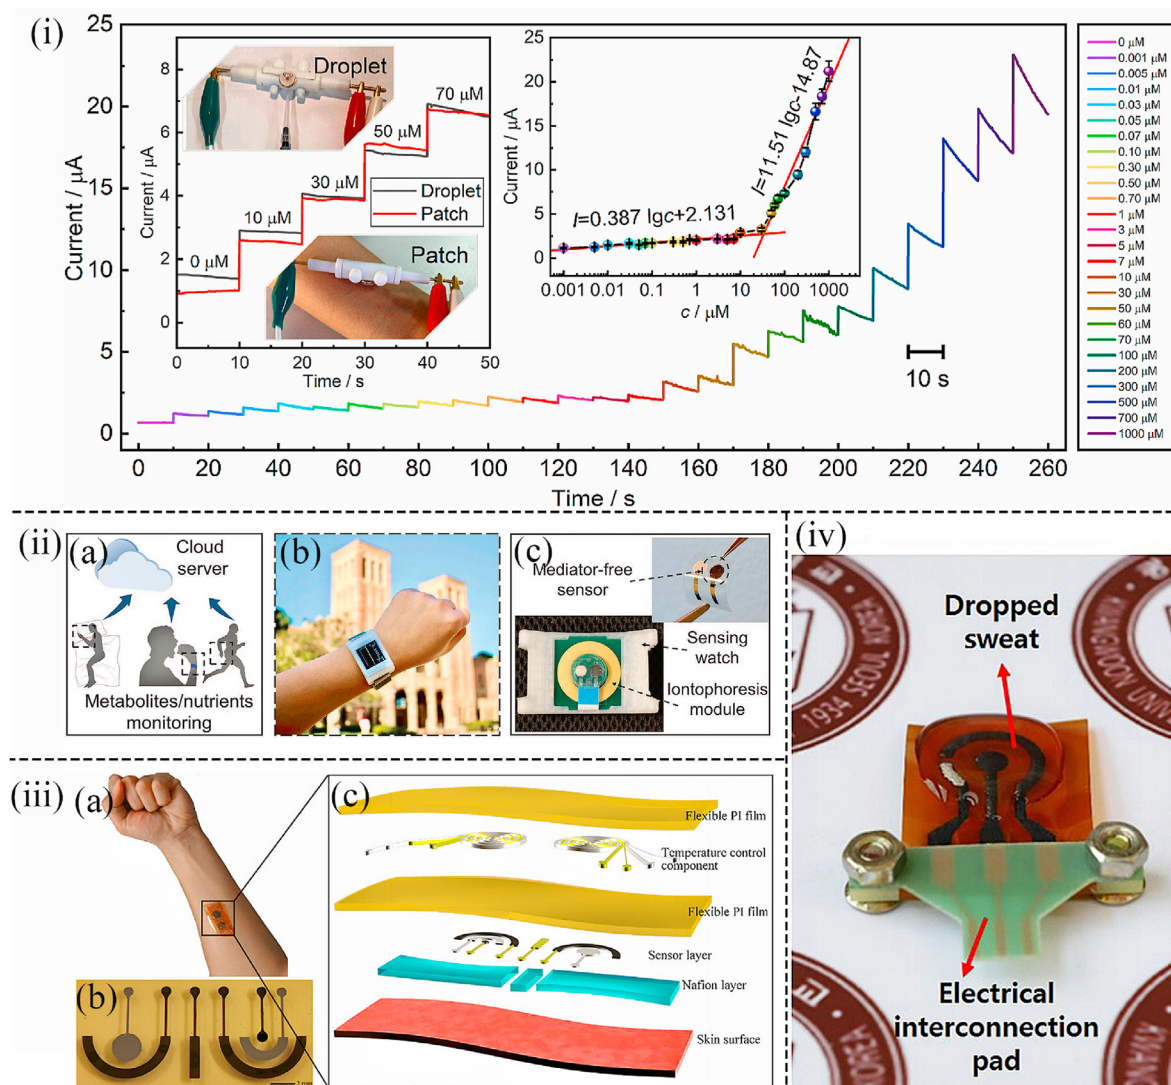 (i)
25
20
15
10
5
0
Current / μA
0 20 40 60 80 100 120 140 160 180 200 220 240 260
Time / s
8
6
4
2
0
Current / μA
Droplet
70 μM
50 μM
30 μM
10 μM
0 μM
Droplet
Patch
Patch
0 10 20 30 40 50
Time / s
25
20
15
10
5
0
Current / μA
I=0.387 lgc+2.131
I=11.51 lgc-14.87
0.001 0.01 0.1 1 10 100 1000
c / μM
10 s
0 μM
0.001 μM
0.005 μM
0.01 μM
0.03 μM
0.05 μM
0.07 μM
0.10 μM
0.30 μM
0.50 μM
0.70 μM
1 μM
3 μM
5 μM
7 μM
10 μM
30 μM
50 μM
60 μM
70 μM
100 μM
200 μM
300 μM
500 μM
700 μM
1000 μM
(ii)
(a)
Cloud
server
Metabolites/nutrients
monitoring
(b)
(c)
Mediator-free
sensor
Sensing
watch
Iontophoresis
module
(iii)
(a)
(b)
2 mm
(c)
Flexible PI film
Temperature control
component
Flexible PI film
Sensor layer
Nafion layer
Skin surface
(iv)
Dropped
sweat
1934 SEOUL KOREA
KWANGWOON UNIV
Electrical
interconnection
pad